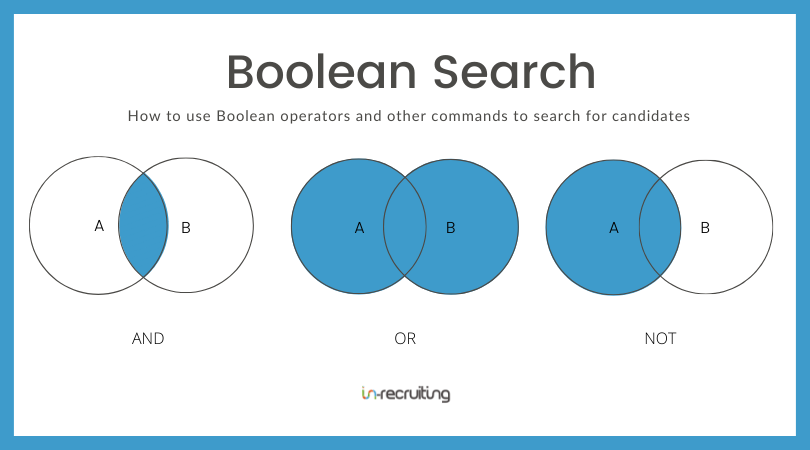 Boolean Search
How to use Boolean operators and other commands to search for candidates
A B
A B
A B
AND
OR
NOT
in-recruiting